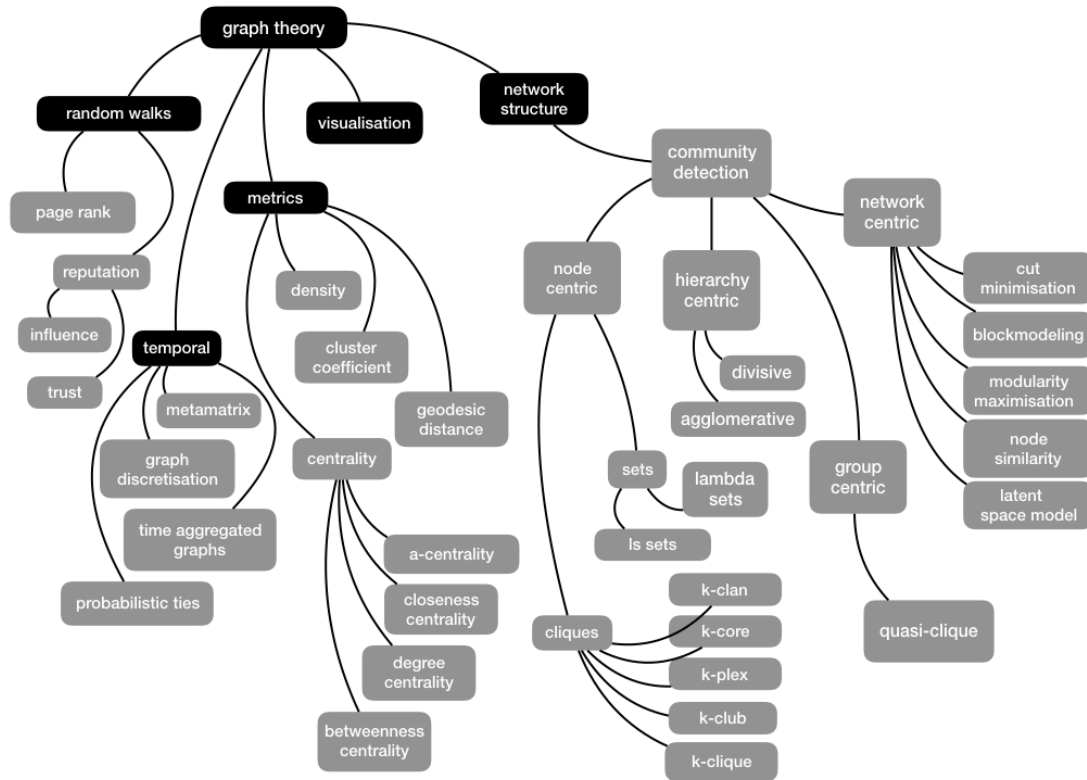 graph theory
network
structure
random walks
visualisation
community
detection
metrics
page rank
network
centric
reputation
density
node
centric
hierarchy
centric
cut
minimisation
influence
temporal
cluster
coefficient
blockmodeling
trust
metamatrix
divisive
modularity
maximisation
geodesic
distance
agglomerative
graph
discretisation
centrality
sets
lambda
sets
group
centric
node
similarity
latent
space model
time aggregated
graphs
a-centrality
ls sets
probabilistic ties
closeness
centrality
k-clan
cliques
k-core
quasi-clique
degree
centrality
k-plex
k-club
betweenness
centrality
k-clique